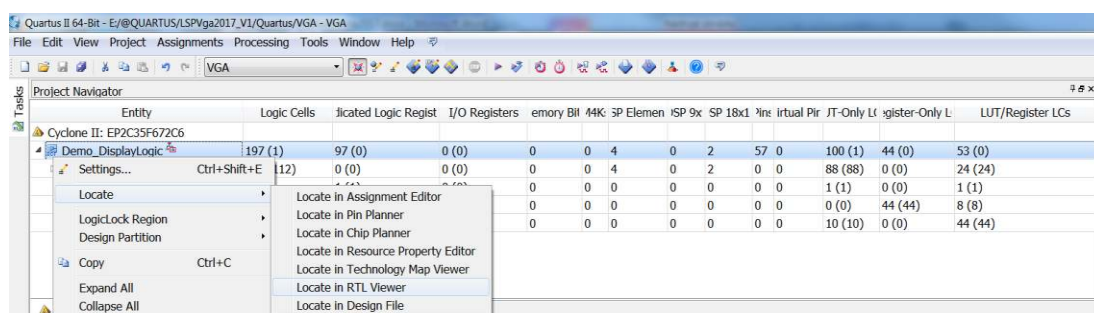 Quartus II 64-Bit - E:/@QUARTUS/LSPVga2017_V1/Quartus/VGA - VGA
File Edit View Project Assignments Processing Tools Window Help
VGA
Tasks
Project Navigator
Entity Logic Cells dicated Logic Regist I/O Registers emory Bit SP Elemen SP 9x SP 18x1 irtual Pin UT-Only egister-Only L LUT/Register LCs
Cyclone II: EP2C35F672C6
Demo_DisplayLogic 197 (1) 97 (0) 0 (0) 0 0 4 0 2 57 0 100 (1) 44 (0) 53 (0)
Settings... Ctrl+Shift+E 112) 0 (0) 0 (0) 0 0 4 0 2 0 0 88 (88) 0 (0) 24 (24)
0 0 0 0 0 0 0 1 (1) 0 (0) 1 (1)
Locate Locate in Assignment Editor 0 0 0 0 0 0 0 0 (0) 44 (44) 8 (8)
LogicLock Region Locate in Pin Planner 0 0 0 0 0 0 0 10 (10) 0 (0) 44 (44)
Design Partition Locate in Chip Planner
Locate in Resource Property Editor
Copy Ctrl+C Locate in Technology Map Viewer
Expand All Locate in RTL Viewer
Collapse All Locate in Design File